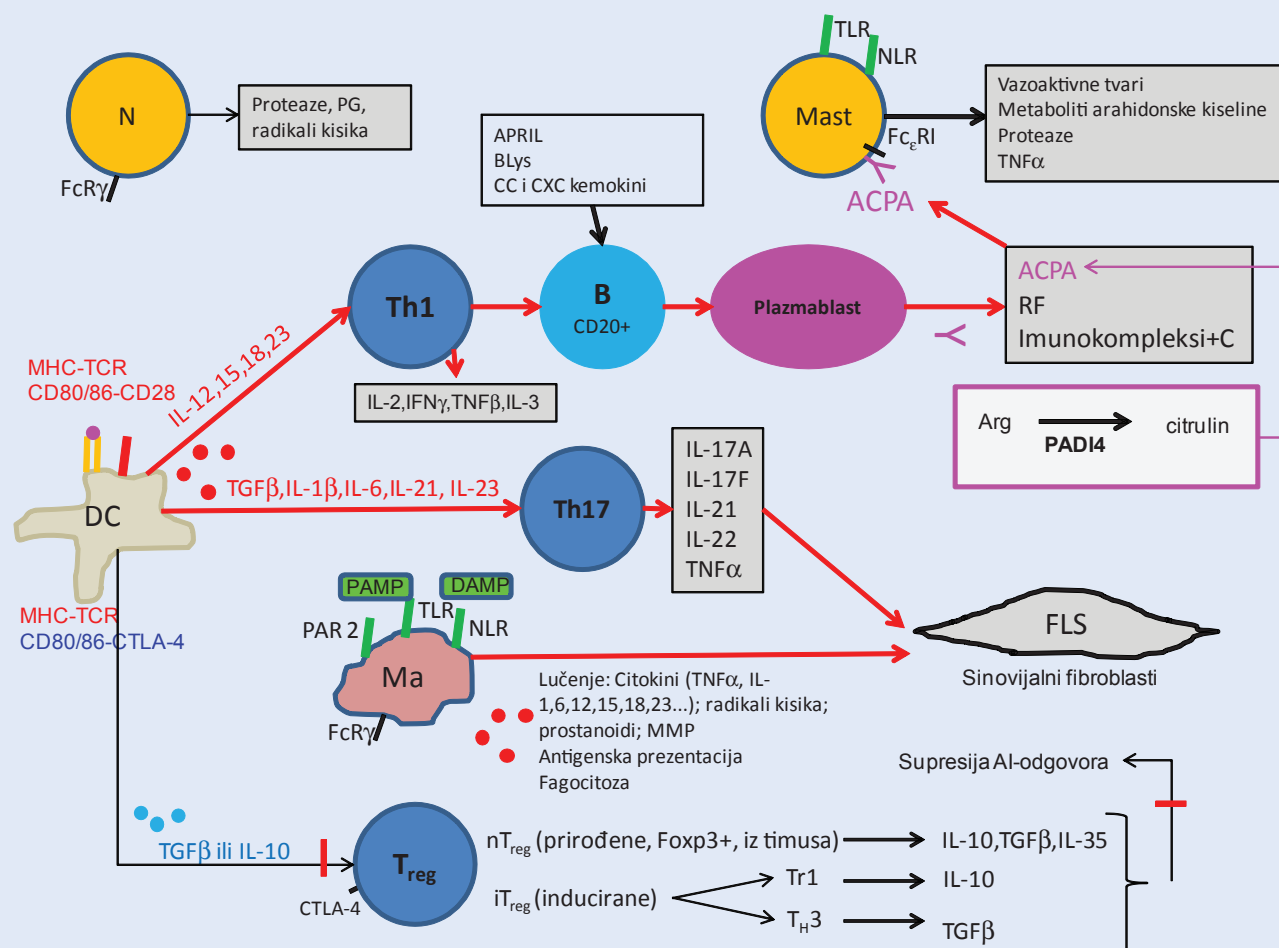 TLR
NLR
N
Proteaze, PG,
radikali kisika
FcRγ
APRIL
BLys
CC i CXC kemokini
Mast
FcεRI
Vazoaktivne tvari
Metaboliti arahidonske kiseline
Proteaze
TNFα
ACPA
Th1
B
CD20+
Plazmablast
ACPA
RF
Imunokompleksi+C
IL-12,15,18,23
MHC-TCR
CD80/86-CD28
IL-2,IFNγ,TNFβ,IL-3
Arg
PADI4
citrulin
DC
TGFβ,IL-1β,IL-6,IL-21, IL-23
Th17
IL-17A
IL-17F
IL-21
IL-22
TNFα
MHC-TCR
CD80/86-CTLA-4
PAMP
DAMP
TLR
PAR 2
NLR
Ma
FcRγ
FLS
Sinovijalni fibroblasti
Lučenje: Citokini (TNFα, IL-
1,6,12,15,18,23...); radikali kisika;
prostanoidi; MMP
Antigenska prezentacija
Fagocitoza
Supresija AI-odgovora
TGFβ ili IL-10
Treg
CTLA-4
nTreg (prirođene, Foxp3+, iz timusa)
IL-10,TGFβ,IL-35
iTreg (inducirane)
Tr1
IL-10
TH3
TGFβ